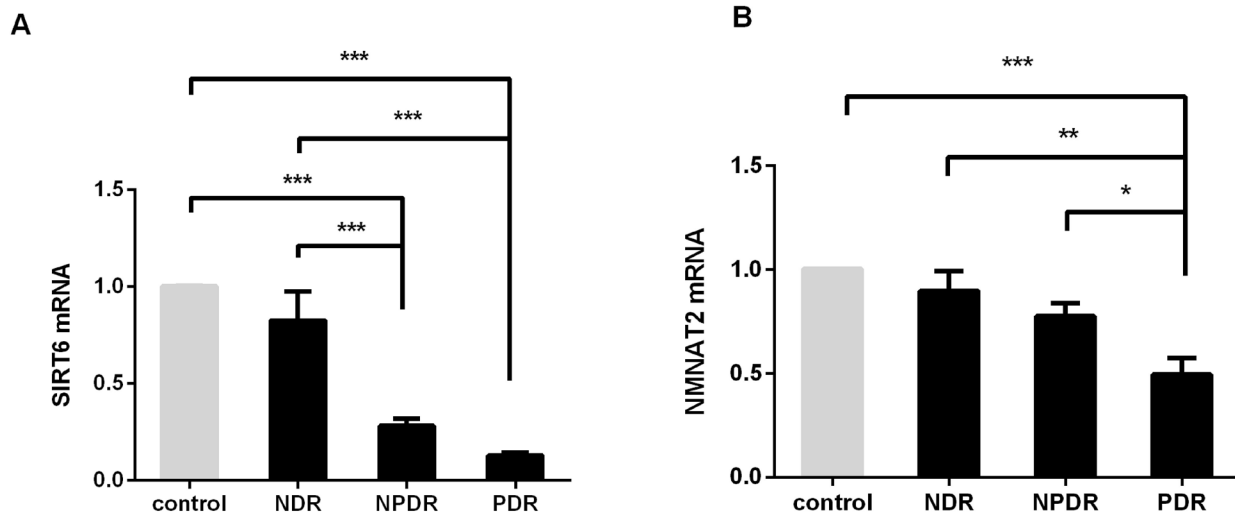 A
***
***
***
***
SIRT6 mRNA
1.5
1.0
0.5
0.0
control NDR NPDR PDR
B
***
**
*
NMNAT2 mRNA
1.5
1.0
0.5
0.0
control NDR NPDR PDR